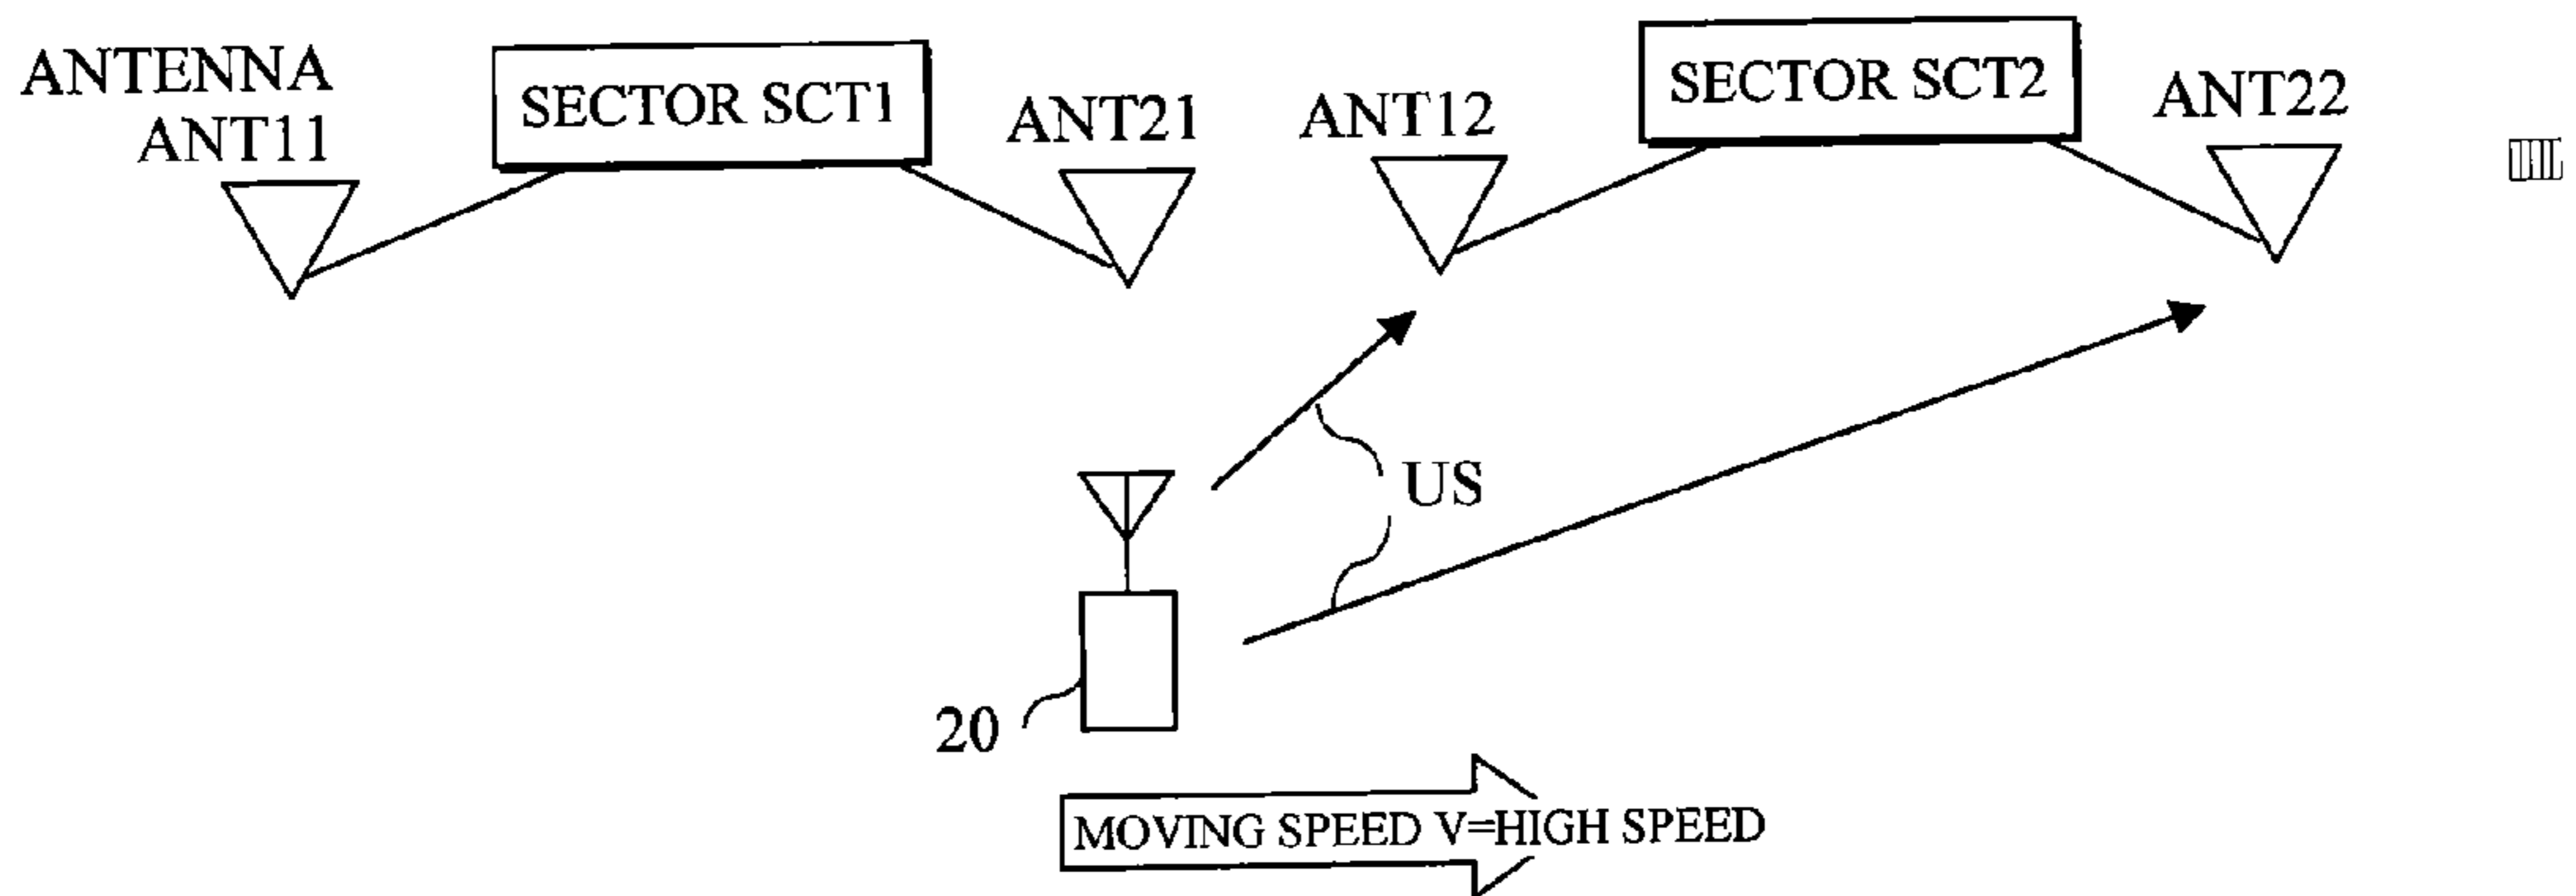 ANTENNA
ANT11
SECTOR SCT1
ANT21
ANT12
SECTOR SCT2
ANT22
US
20
MOVING SPEED V=HIGH SPEED